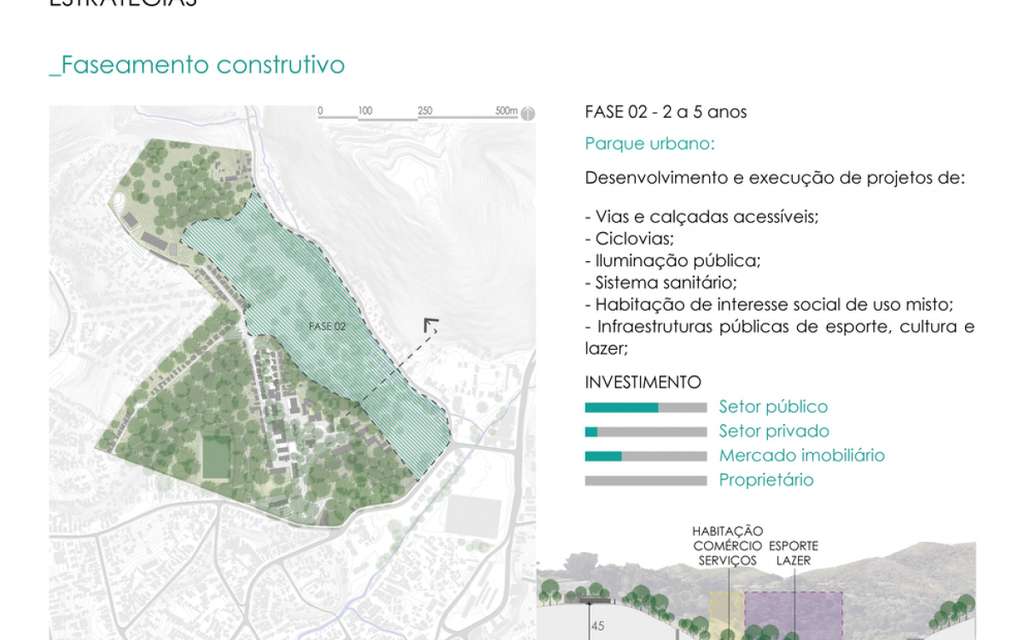 ESTRATÉGIAS
_Faseamento construtivo
0 100 250 500m
FASE 02
FASE 02 - 2 a 5 anos
Parque urbano:
Desenvolvimento e execução de projetos de:
- Vias e calçadas acessíveis;
- Ciclovias;
- Iluminação pública;
- Sistema sanitário;
- Habitação de interesse social de uso misto;
- Infraestruturas públicas de esporte, cultura e
lazer;
INVESTIMENTO
Setor público
Setor privado
Mercado imobiliário
Proprietário
HABITAÇÃO
COMÉRCIO
SERVIÇOS
ESPORTE
LAZER
45